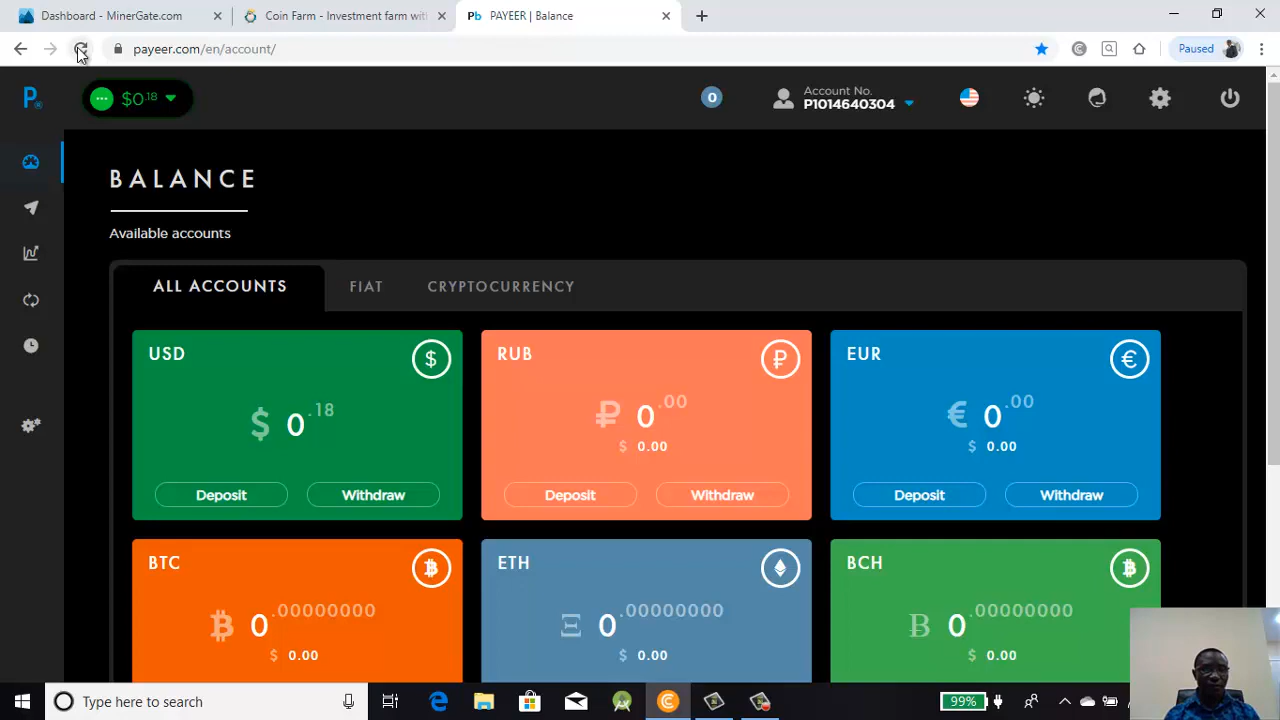 Dashboard - MinerGate.com
Coin Farm - Investment farm with
Pb PAYEER | Balance
payeer.com/en/account/
Paused
P
$0.18
0
Account No.
P1014640304
BALANCE
Available accounts
ALL ACCOUNTS FIAT CRYPTOCURRENCY
USD $
$ 0.18
Deposit Withdraw
RUB ₽
₽ 0.00
$ 0.00
Deposit Withdraw
EUR €
€ 0.00
$ 0.00
Deposit Withdraw
BTC
0.00000000
$ 0.00
ETH
Ξ 0.00000000
$ 0.00
BCH
0.00000000
$ 0.00
Type here to search
99%